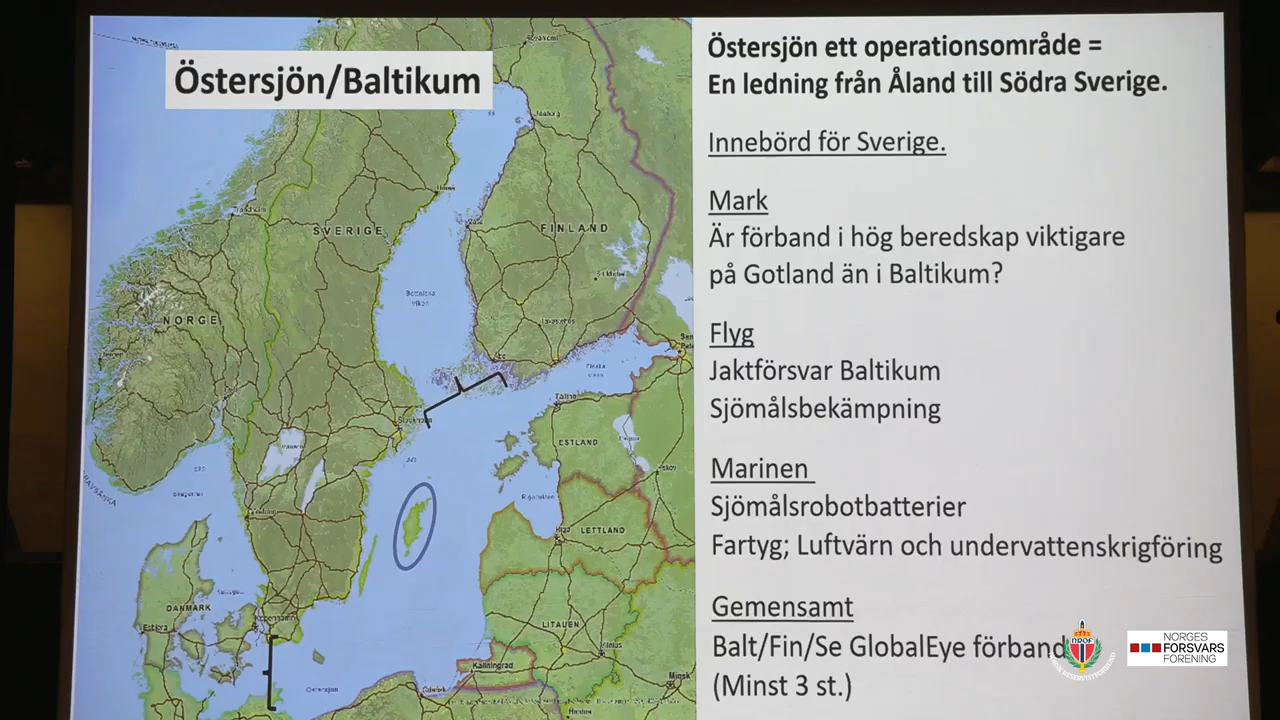 Östersjön/Baltikum
SVERIGE
FINLAND
NORGE
Stockholm
Tallinn
ESTLAND
Riga
LETTLAND
DANMARK
Esbjerg
LITAUEN
Vilnius
Kaliningrad
Minsk
Östersjön ett operationsområde =
En ledning från Åland till Södra Sverige.
Innebörd för Sverige.
Mark
Är förband i hög beredskap viktigare
på Gotland än i Baltikum?
Flyg
Jaktförsvar Baltikum
Sjömålsbekämpning
Marinen
Sjömålsrobotbatterier
Fartyg; Luftvärn och undervattenskrigföring
Gemensamt
Balt/Fin/Se GlobalEye förband
(Minst 3 st.)
NROF
NORGES
FORSVARS
FORENING